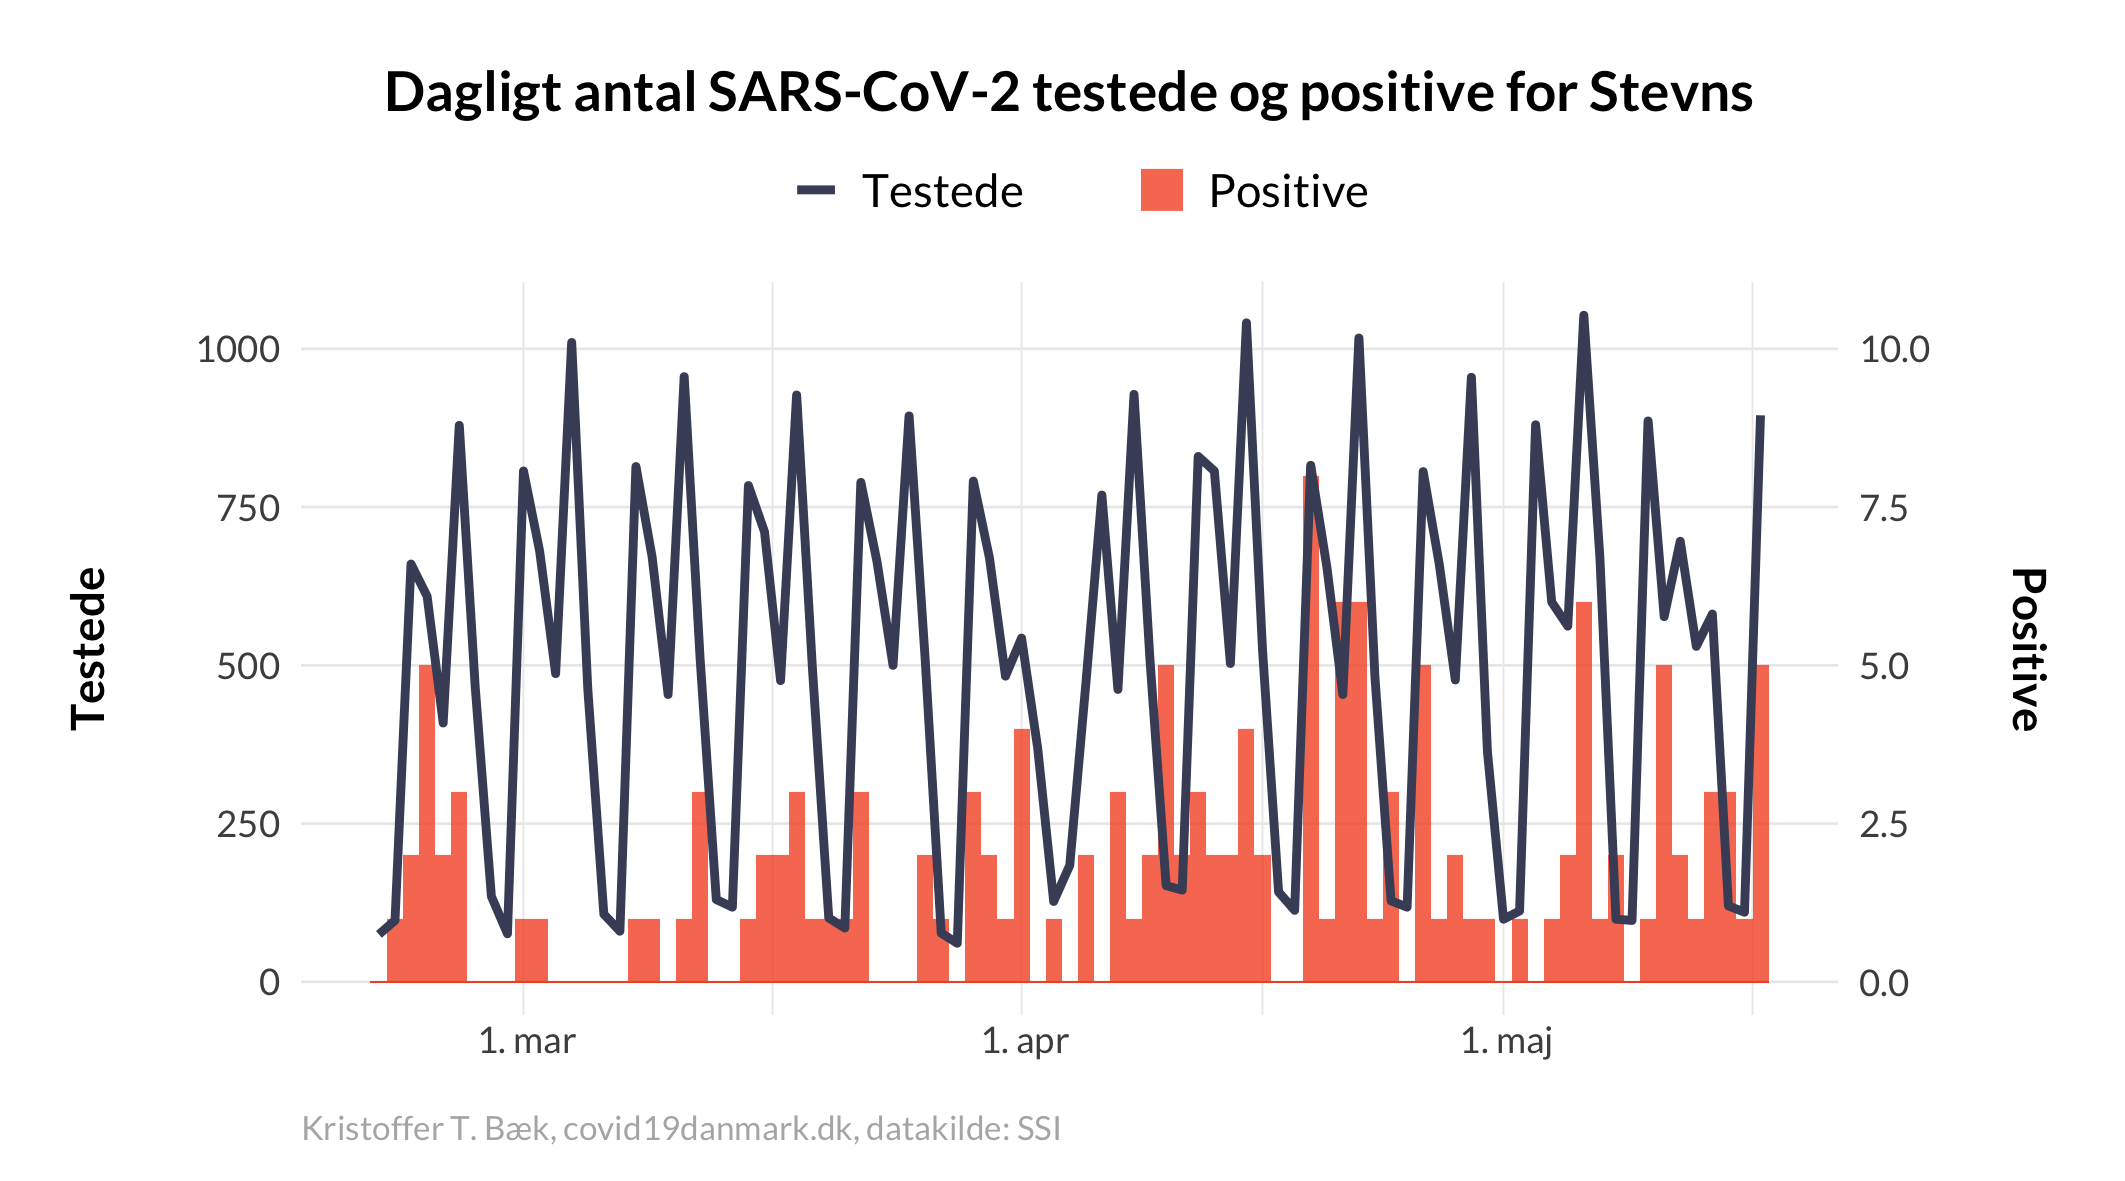 Dagligt antal SARS-CoV-2 testede og positive for Stevns
Testede
Positive
1000
750
500
250
0
Testede
10.0
7.5
5.0
2.5
0.0
Positive
1. mar
1. apr
1. maj
Kristoffer T. Bæk, covid19danmark.dk, datakilde: SSI